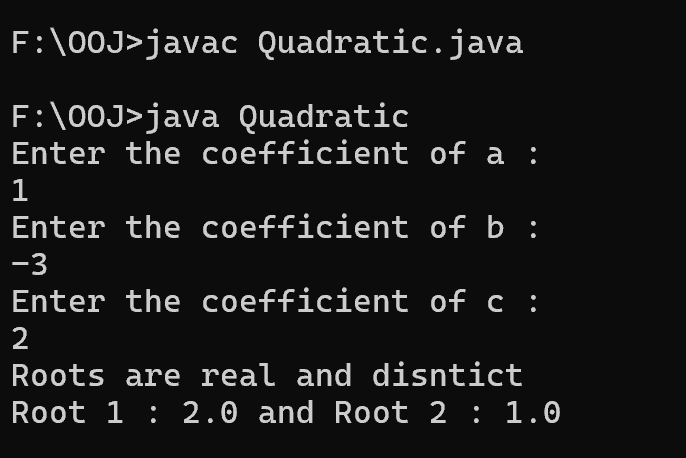 F:\OOJ>javac Quadratic.java
F:\OOJ>java Quadratic
Enter the coefficient of a :
1
Enter the coefficient of b :
-3
Enter the coefficient of c :
2
Roots are real and disntict
Root 1 : 2.0 and Root 2 : 1.0